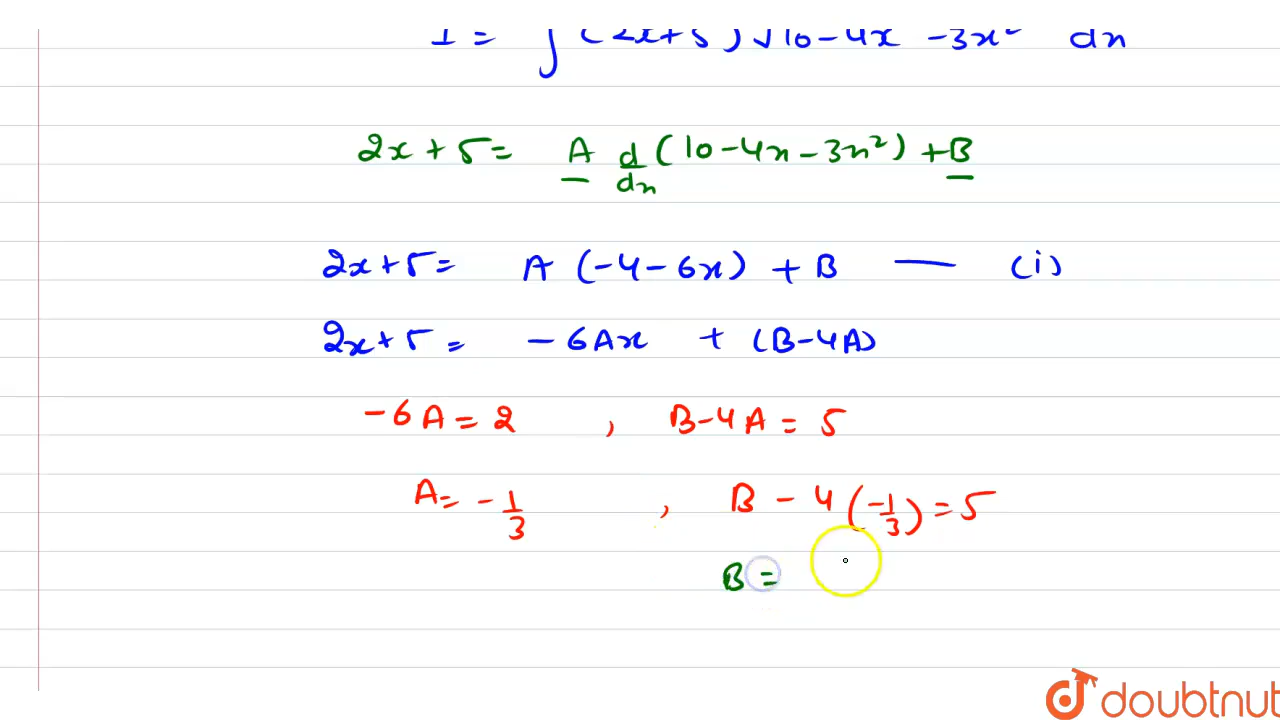 I = ∫ (2x+5) √10-4x-3x² dx
2x+5 = A d/dx (10-4x-3x²) + B
2x+5 = A (-4-6x) + B — (i)
2x+5 = -6Ax + (B-4A)
-6A = 2 , B-4A = 5
A = -1/3 , B - 4 (-1/3) = 5
B =
doubtnut